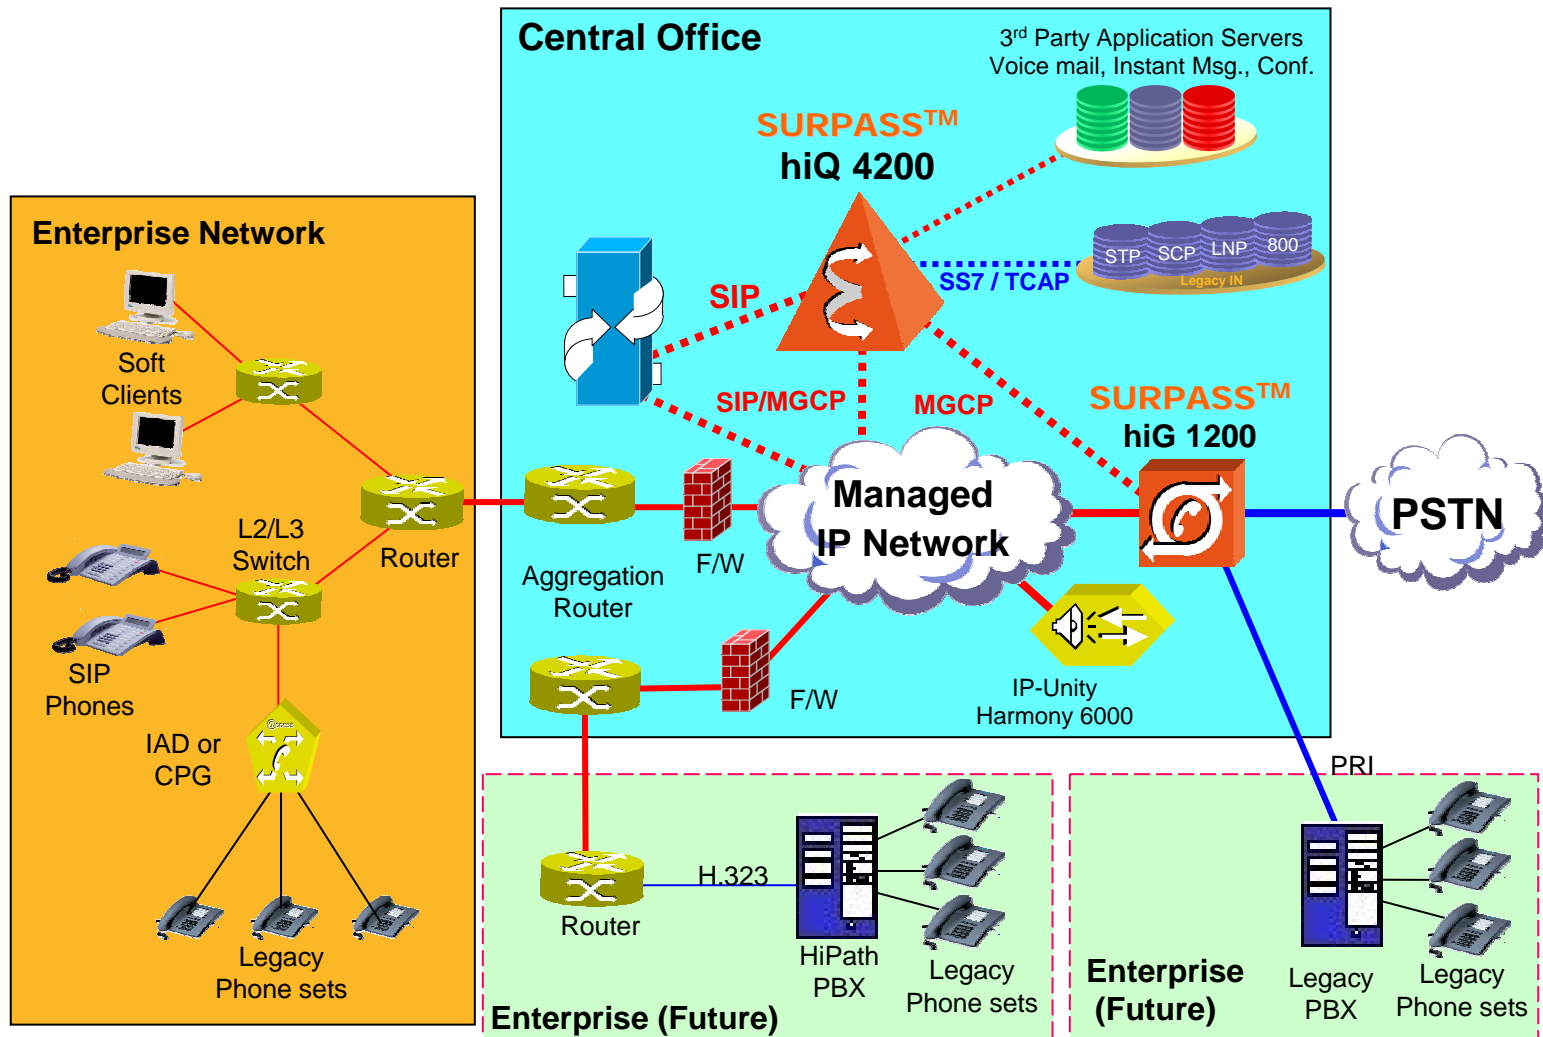 Central Office
3rd Party Application Servers
Voice mail, Instant Msg., Conf.
SURPASS™
hiQ 4200
STP
SCP
LNP
800
Legacy IN
SS7 / TCAP
SIP
SIP/MGCP
MGCP
SURPASS™
hiG 1200
Managed
IP Network
PSTN
Aggregation
Router
F/W
F/W
IP-Unity
Harmony 6000
Enterprise Network
Soft
Clients
L2/L3
Switch
Router
SIP
Phones
IAD or
CPG
Legacy
Phone sets
Router
H.323
HiPath
PBX
Legacy
Phone sets
Enterprise (Future)
PRI
Enterprise
(Future)
Legacy
PBX
Legacy
Phone sets